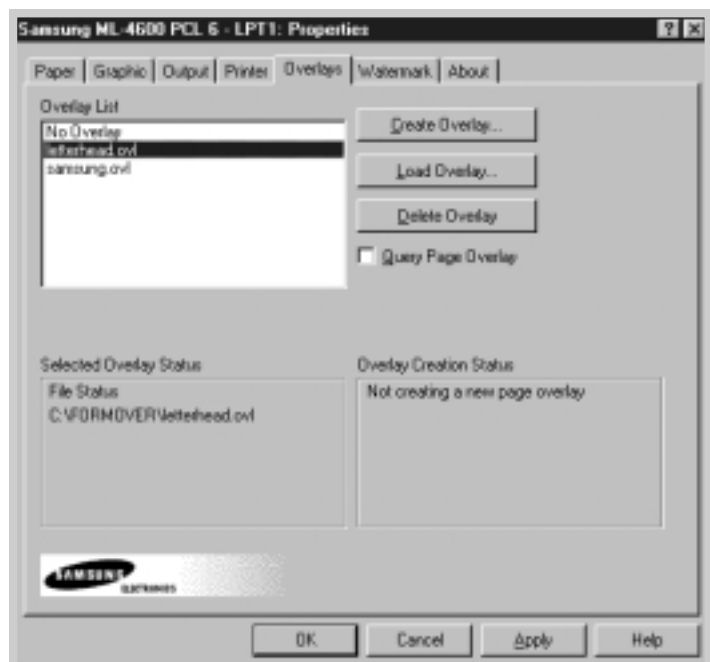 Samsung ML-4600 PCL 6 - LPT1: Properties
Paper Graphic Output Printer Overlays Watermark About
Overlay List
No Overlay
letterhead.ovl
samsung.ovl
Create Overlay...
Load Overlay...
Delete Overlay
Query Page Overlay
Selected Overlay Status
File Status
C:\FORMOVER\letterhead.ovl
Overlay Creation Status
Not creating a new page overlay
SAMSUNG
ELECTRONICS
OK Cancel Apply Help